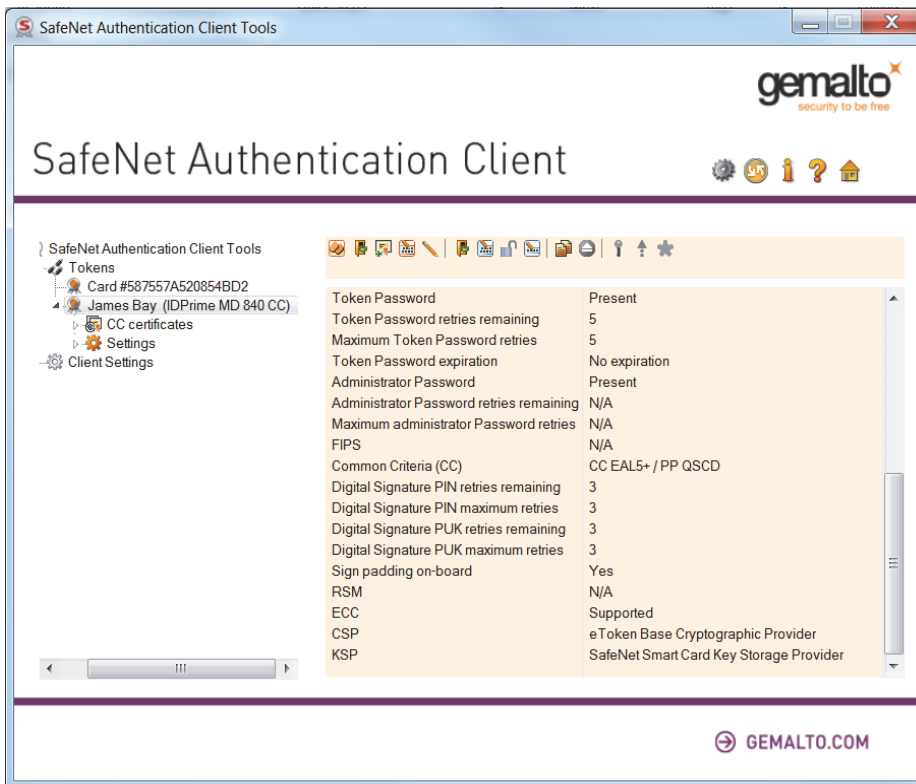 SafeNet Authentication Client Tools
gemalto
security to be free
SafeNet Authentication Client
SafeNet Authentication Client Tools
Tokens
Card #587557A520854BD2
James Bay (IDPrime MD 840 CC)
CC certificates
Settings
Client Settings
Token Password Present
Token Password retries remaining 5
Maximum Token Password retries 5
Token Password expiration No expiration
Administrator Password Present
Administrator Password retries remaining N/A
Maximum administrator Password retries N/A
FIPS N/A
Common Criteria (CC) CC EAL5+ / PP QSCD
Digital Signature PIN retries remaining 3
Digital Signature PIN maximum retries 3
Digital Signature PUK retries remaining 3
Digital Signature PUK maximum retries 3
Sign padding on-board Yes
RSM N/A
ECC Supported
CSP eToken Base Cryptographic Provider
KSP SafeNet Smart Card Key Storage Provider
GEMALTO.COM